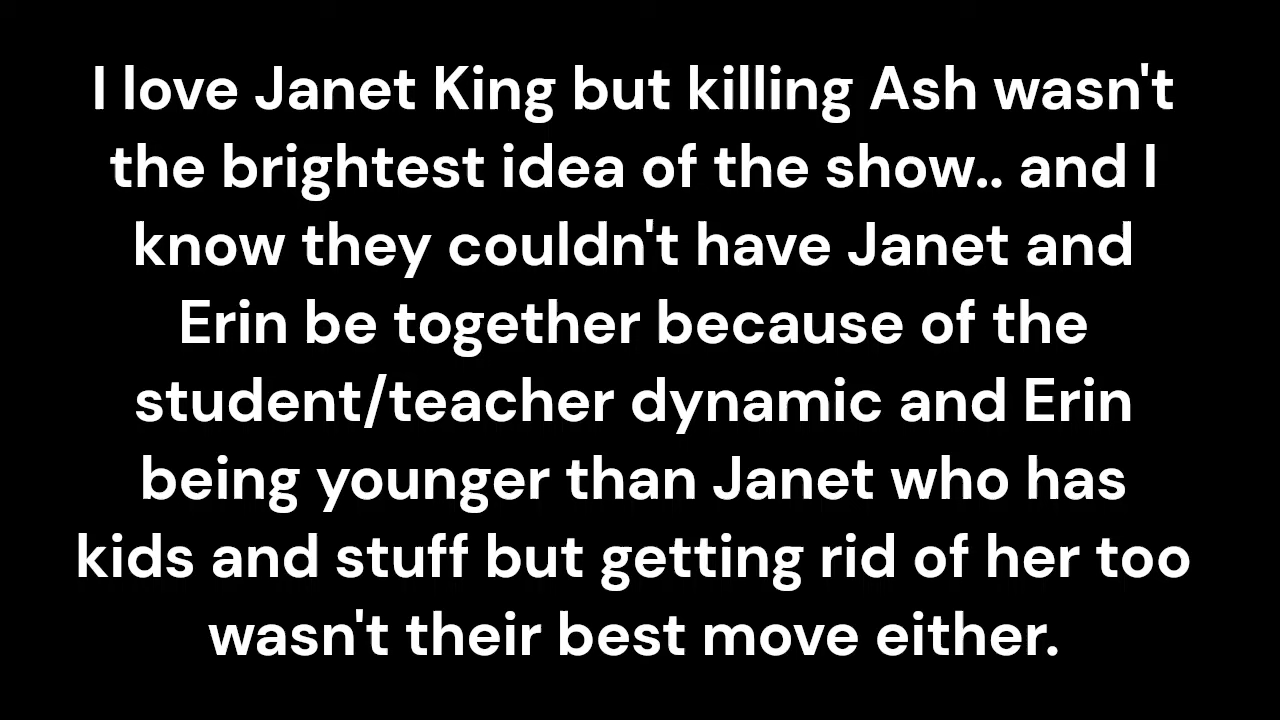 I love Janet King but killing Ash wasn't
the brightest idea of the show.. and I
know they couldn't have Janet and
Erin be together because of the
student/teacher dynamic and Erin
being younger than Janet who has
kids and stuff but getting rid of her too
wasn't their best move either.